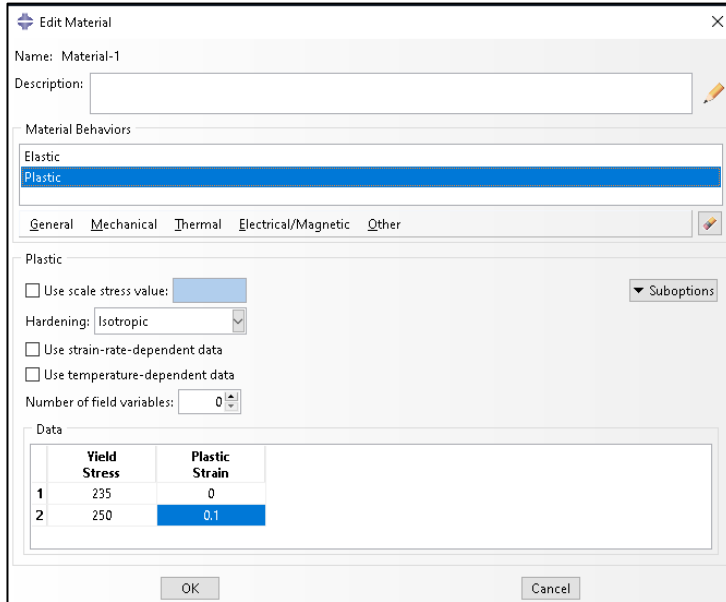 Edit Material
Name: Material-1
Description:
Material Behaviors
Elastic
Plastic
General Mechanical Thermal Electrical/Magnetic Other
Plastic
Use scale stress value:
Suboptions
Hardening: Isotropic
Use strain-rate-dependent data
Use temperature-dependent data
Number of field variables: 0
Data
Yield Plastic
Stress Strain
1 235 0
2 250 0.1
OK Cancel